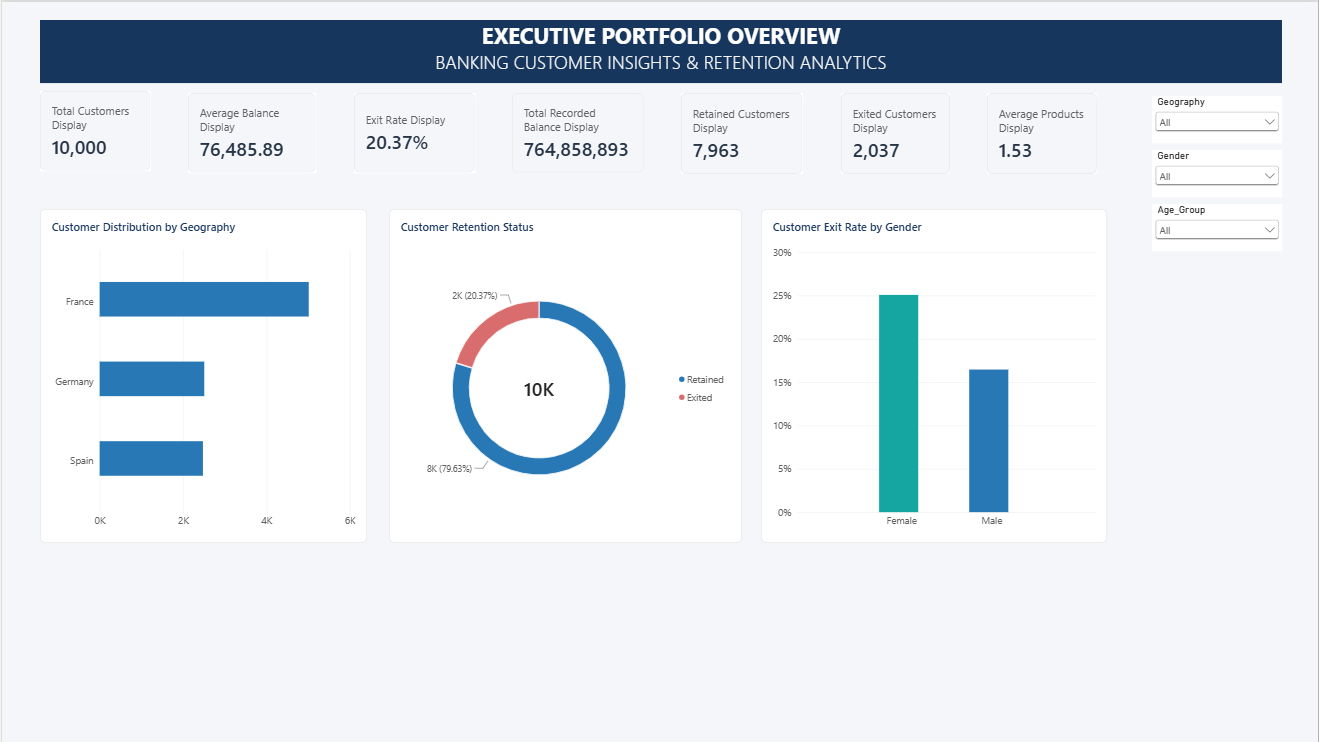 EXECUTIVE PORTFOLIO OVERVIEW
BANKING CUSTOMER INSIGHTS & RETENTION ANALYTICS
Total Customers
Display
10,000
Average Balance
Display
76,485.89
Exit Rate Display
20.37%
Total Recorded
Balance Display
764,858,893
Retained Customers
Display
7,963
Exited Customers
Display
2,037
Average Products
Display
1.53
Geography
All
Gender
All
Age_Group
All
Customer Distribution by Geography
France
Germany
Spain
0K 2K 4K 6K
Customer Retention Status
2K (20.37%)
10K
8K (79.63%)
Retained
Exited
Customer Exit Rate by Gender
30%
25%
20%
15%
10%
5%
0%
Female Male